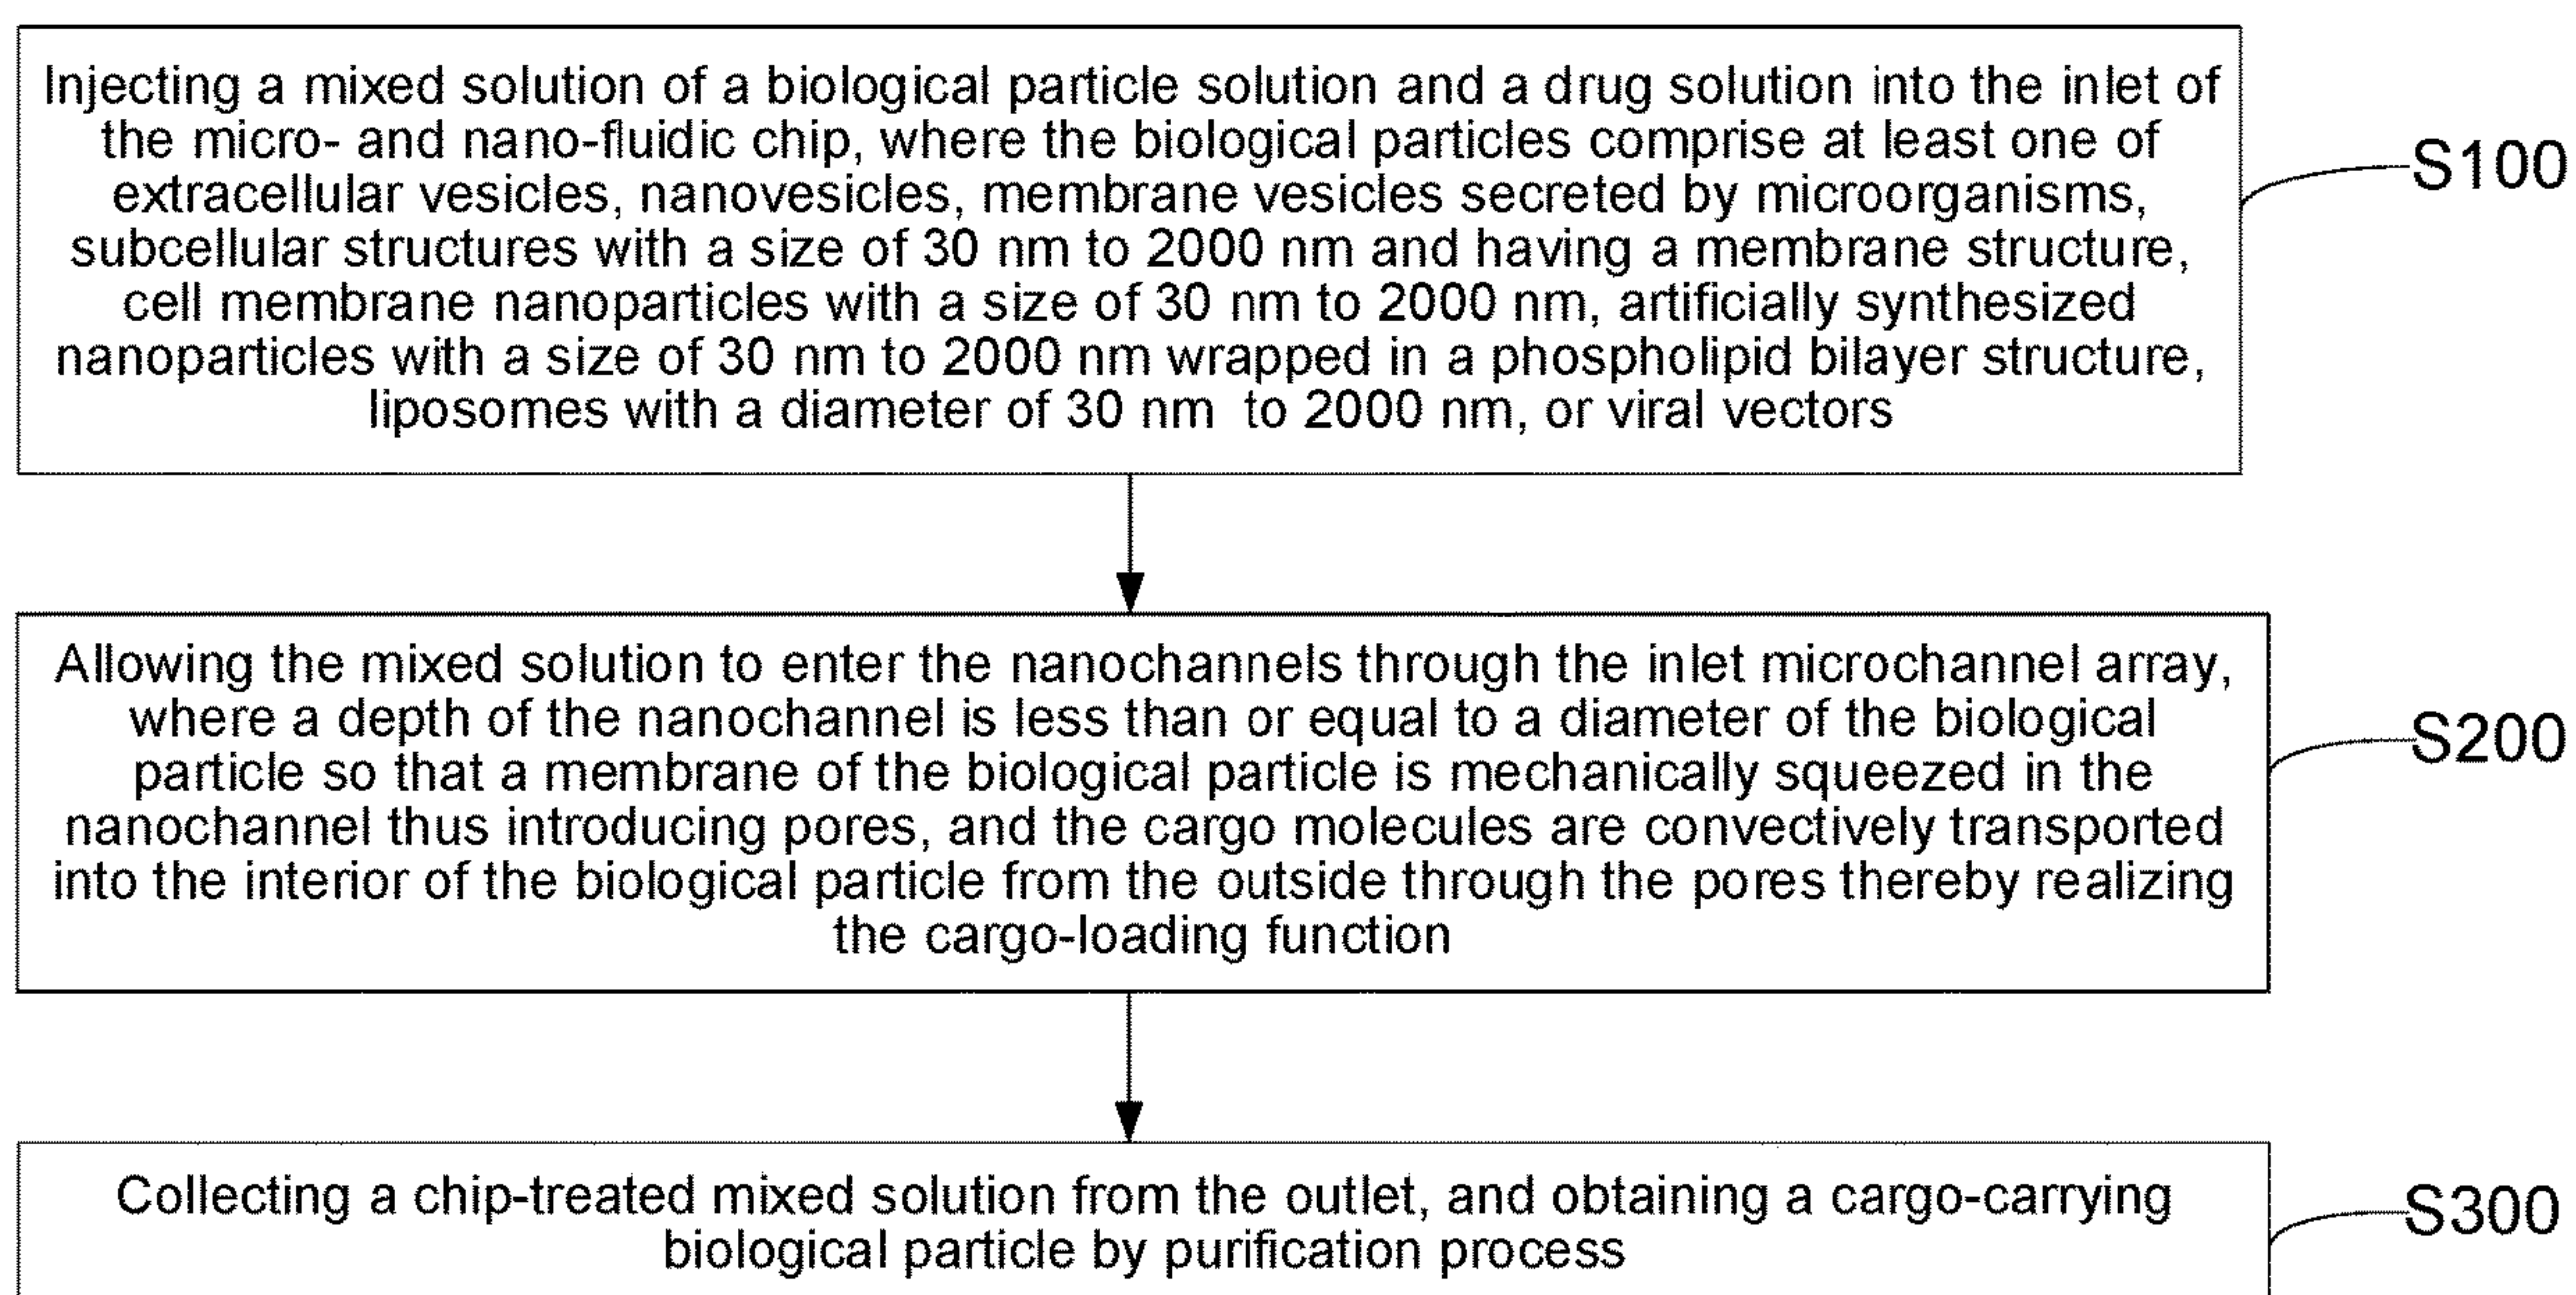 Injecting a mixed solution of a biological particle solution and a drug solution into the inlet of
the micro- and nano-fluidic chip, where the biological particles comprise at least one of
extracellular vesicles, nanovesicles, membrane vesicles secreted by microorganisms,
subcellular structures with a size of 30 nm to 2000 nm and having a membrane structure,
cell membrane nanoparticles with a size of 30 nm to 2000 nm, artificially synthesized
nanoparticles with a size of 30 nm to 2000 nm wrapped in a phospholipid bilayer structure,
liposomes with a diameter of 30 nm to 2000 nm, or viral vectors
S100
Allowing the mixed solution to enter the nanochannels through the inlet microchannel array,
where a depth of the nanochannel is less than or equal to a diameter of the biological
particle so that a membrane of the biological particle is mechanically squeezed in the
nanochannel thus introducing pores, and the cargo molecules are convectively transported
into the interior of the biological particle from the outside through the pores thereby realizing
the cargo-loading function
S200
Collecting a chip-treated mixed solution from the outlet, and obtaining a cargo-carrying
biological particle by purification process
S300